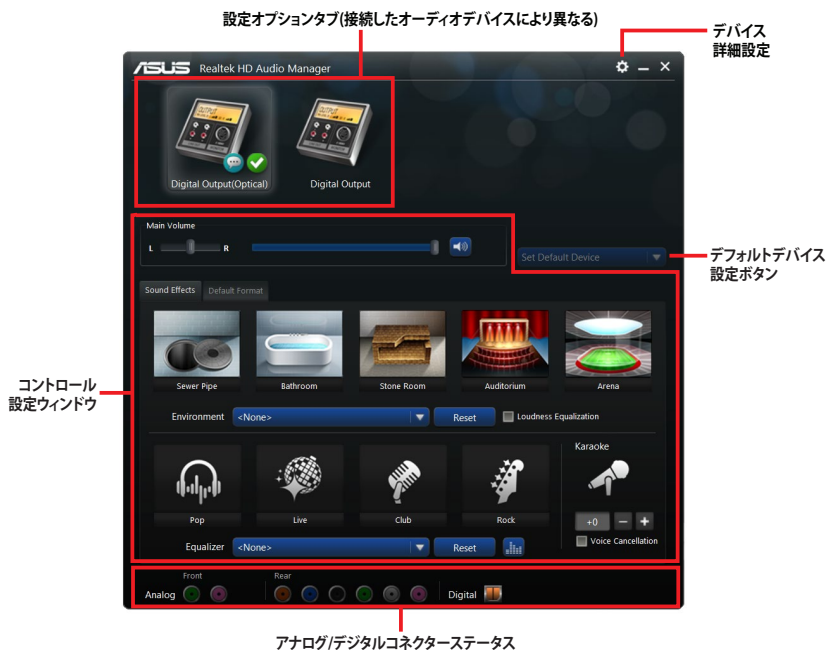 設定オプションタブ(接続したオーディオデバイスにより異なる)
デバイス
詳細設定
ASUS Realtek HD Audio Manager
Digital Output(Optical)
Digital Output
Main Volume
L R
Set Default Device
デフォルトデバイス
設定ボタン
Sound Effects Default Format
コントロール
設定ウィンドウ
Sewer Pipe Bathroom Stone Room Auditorium Arena
Environment <None> Reset Loudness Equalization
Karaoke
Pop Live Club Rock
+0
Equalizer <None> Reset
Voice Cancellation
Front Rear
Analog Digital
アナログ/デジタルコネクターステータス